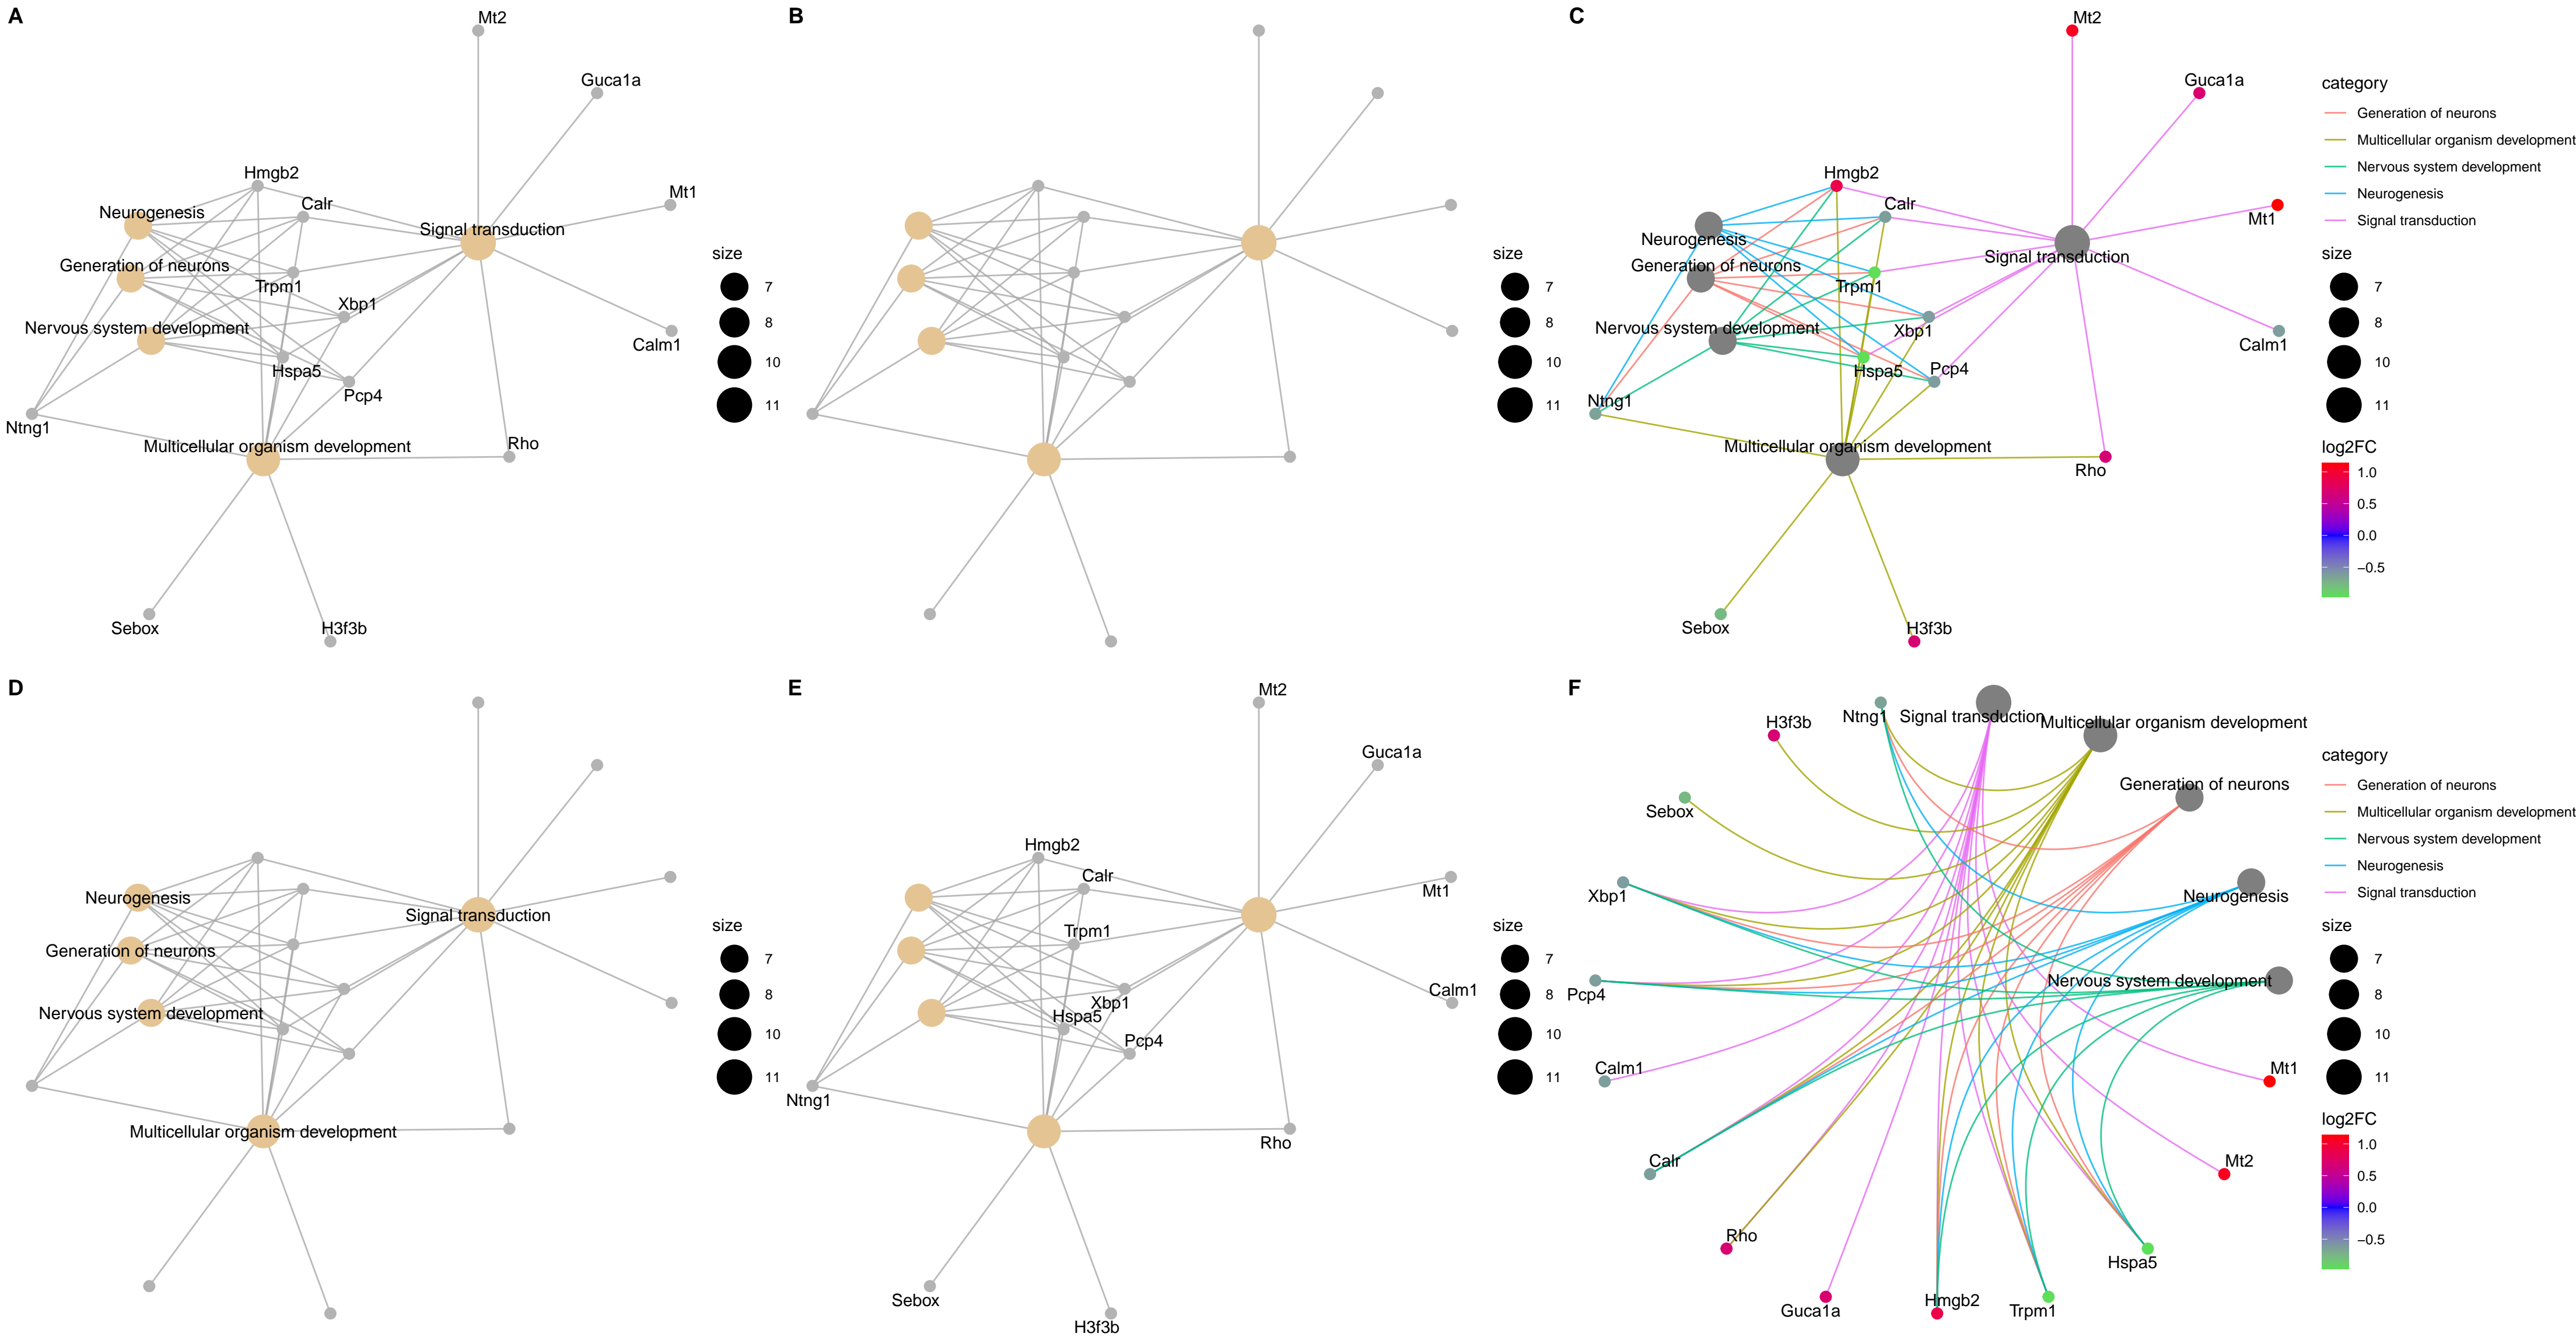 A
Mt2
Guca1a
Hmgb2
Mt1
Calr
Neurogenesis
Signal transduction
Generation of neurons
Trpm1
Xbp1
Nervous system development
Calm1
Hspa5
Pcp4
Ntng1
Rho
Multicellular organism development
Sebox
H3f3b
size
7
8
10
11
B
size
7
8
10
11
C
Mt2
Guca1a
Hmgb2
Calr
Mt1
Neurogenesis
Signal transduction
Generation of neurons
Trpm1
Nervous system development
Xbp1
Calm1
Hspa5
Pcp4
Ntng1
Multicellular organism development
Rho
Sebox
H3f3b
category
Generation of neurons
Multicellular organism development
Nervous system development
Neurogenesis
Signal transduction
size
7
8
10
11
log2FC
1.0
0.5
0.0
−0.5
D
Neurogenesis
Signal transduction
Generation of neurons
Nervous system development
Multicellular organism development
size
7
8
10
11
E
Mt2
Guca1a
Hmgb2
Calr
Mt1
Trpm1
Calm1
Xbp1
Hspa5
Pcp4
Ntng1
Rho
Sebox
H3f3b
size
7
8
10
11
F
Ntng1
Signal transduction
H3f3b
Multicellular organism development
Generation of neurons
Sebox
Xbp1
Neurogenesis
Nervous system development
Pcp4
Calm1
Mt1
Calr
Mt2
Rho
Hspa5
Guca1a
Hmgb2
Trpm1
category
Generation of neurons
Multicellular organism development
Nervous system development
Neurogenesis
Signal transduction
size
7
8
10
11
log2FC
1.0
0.5
0.0
−0.5